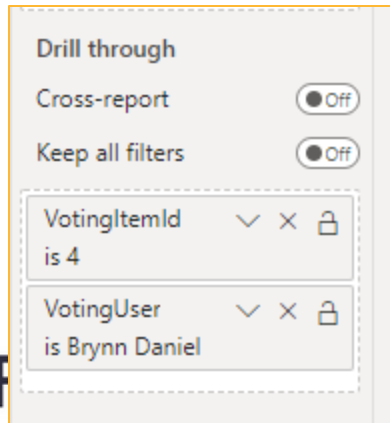 Drill through
Cross-report Off
Keep all filters Off
VotingItemId
is 4
VotingUser
is Brynn Daniel